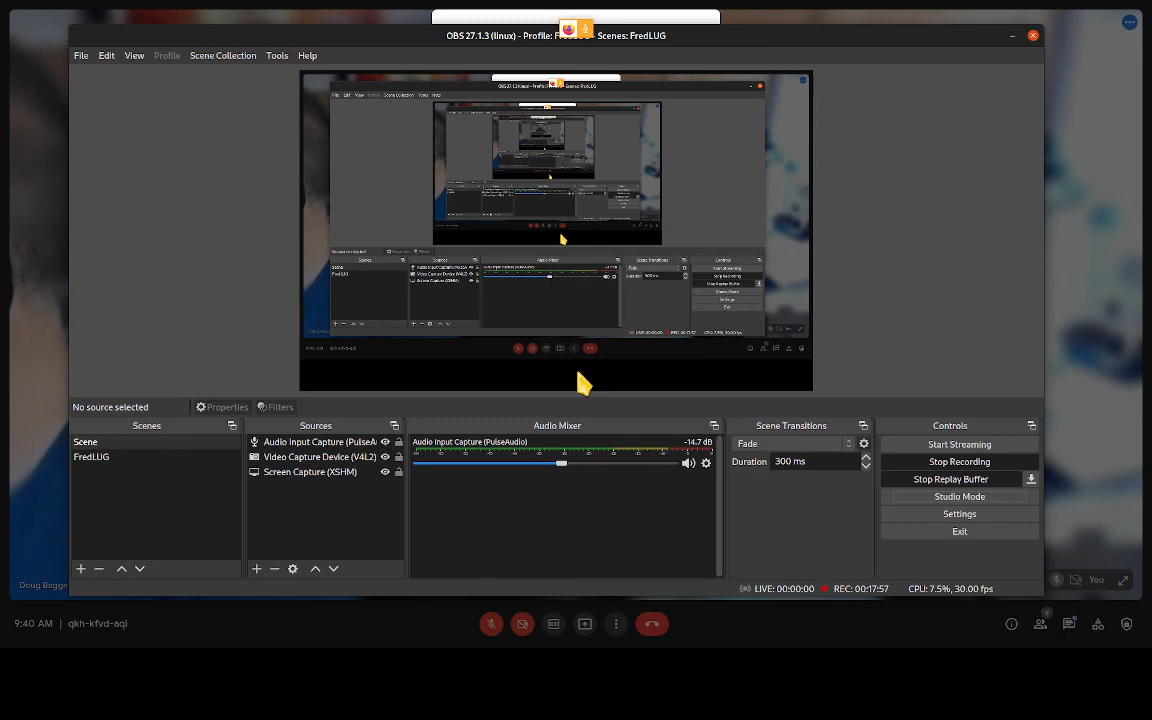 OBS 27.1.3 (linux) - Profile: - Scenes: FredLUG
File Edit View Profile Scene Collection Tools Help
No source selected Properties Filters
Scenes Sources Audio Mixer Scene Transitions Controls
Scene
FredLUG
Audio Input Capture (PulseA
Video Capture Device (V4L2)
Screen Capture (XSHM)
Audio Input Capture (PulseAudio) -14.7 dB
Fade
Duration 300 ms
Start Streaming
Stop Recording
Stop Replay Buffer
Studio Mode
Settings
Exit
LIVE: 00:00:00 REC: 00:17:57 CPU: 7.5%, 30.00 fps
Doug Bagge
You
9:40 AM | qkh-kfvd-aqi
9